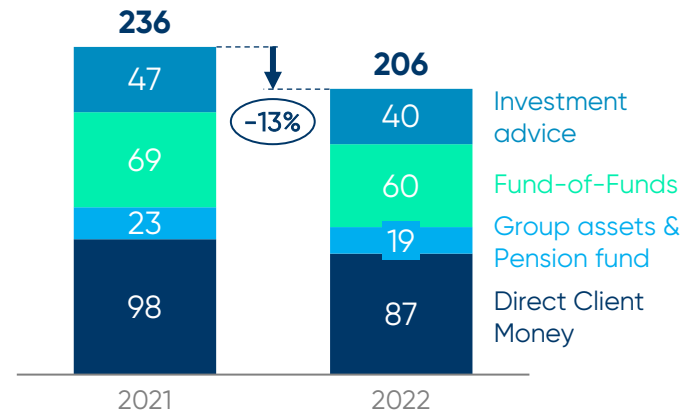 236
206
47
-13%
40
Investment
advice
69
60
Fund-of-Funds
23
19
Group assets &
Pension fund
98
87
Direct Client
Money
2021
2022